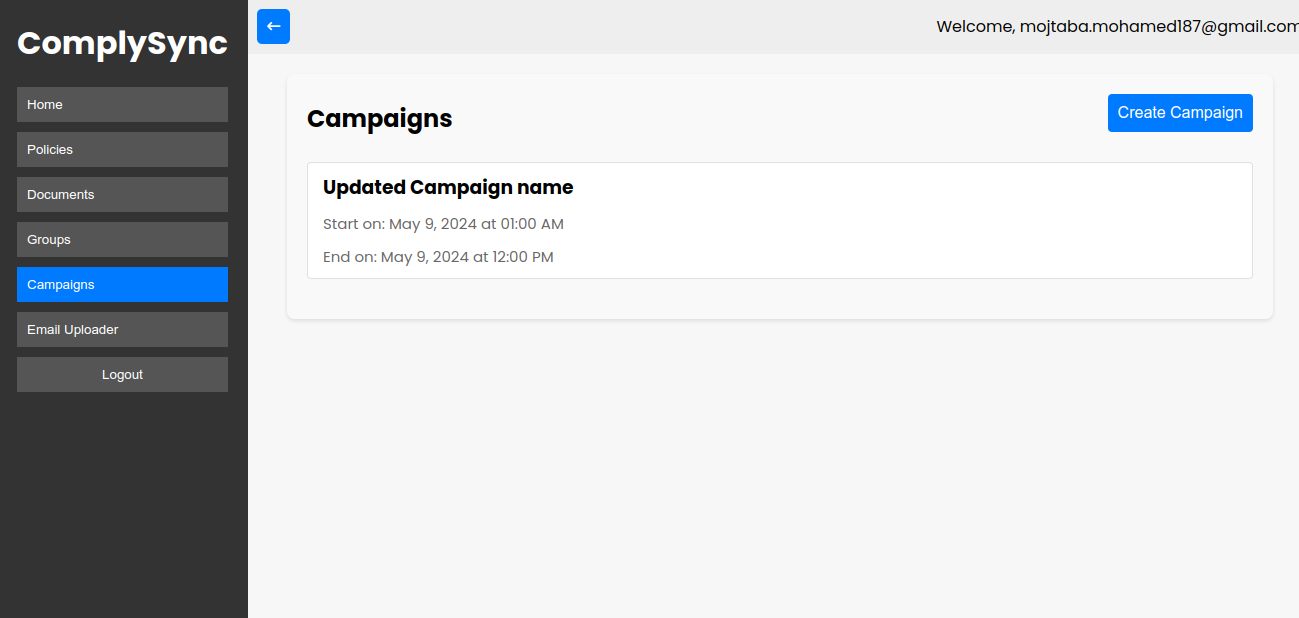 ComplySync
Home
Policies
Documents
Groups
Campaigns
Email Uploader
Logout
←
Welcome, mojtaba.mohamed187@gmail.com
Campaigns
Create Campaign
Updated Campaign name
Start on: May 9, 2024 at 01:00 AM
End on: May 9, 2024 at 12:00 PM